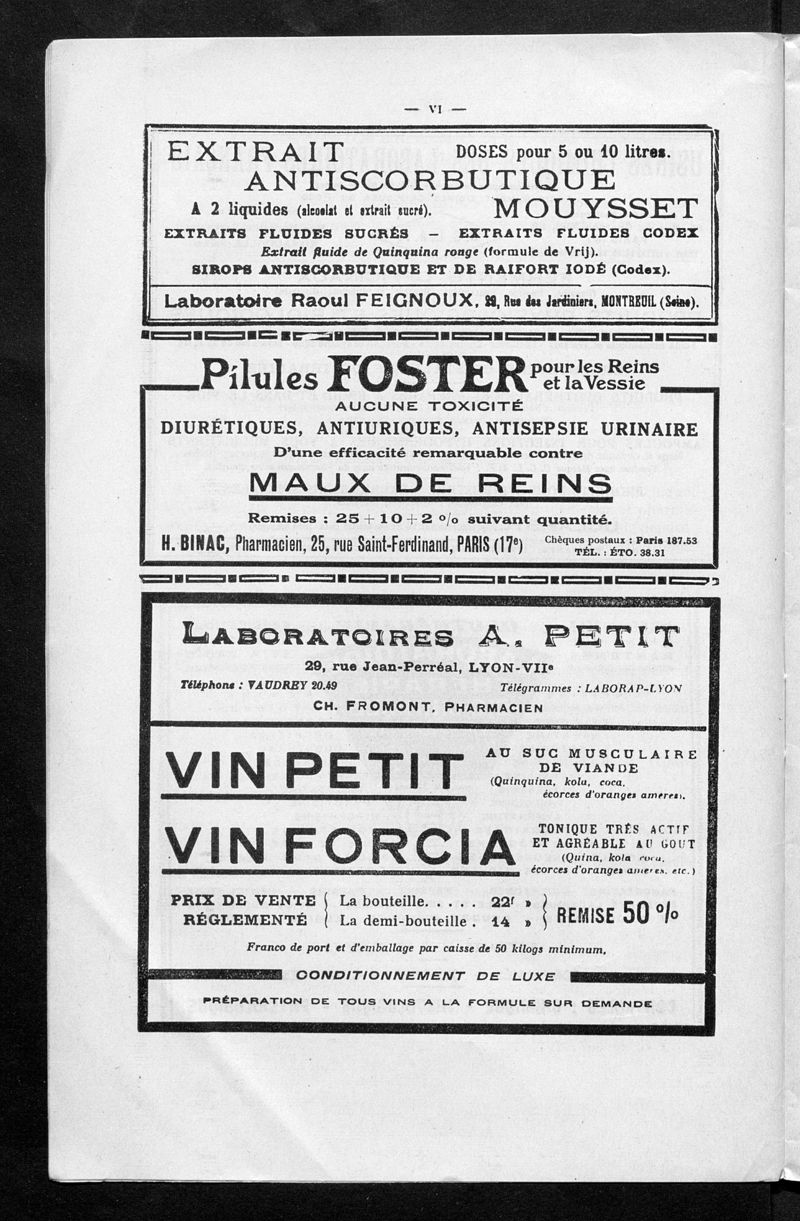 — VI —
EXTRAIT DOSES pour 5 ou 10 litres.
ANTISCORBUTIQUE
A 2 liquides (alcoolat et extrait sucré). MOUYSSET
EXTRAITS FLUIDES SUCRÉS — EXTRAITS FLUIDES CODEX
Extrait fluide de Quinquina rouge (formule de Vrij).
SIROPS ANTISCORBUTIQUE ET DE RAIFORT IODÉ (Codex).
Laboratoire Raoul FEIGNOUX, 29, Rue des Jardiniers, MONTREUIL (Seine).
Pilules FOSTER pour les Reins
et la Vessie
AUCUNE TOXICITÉ
DIURÉTIQUES, ANTIURIQUES, ANTISEPSIE URINAIRE
D'une efficacité remarquable contre
MAUX DE REINS
Remises : 25 + 10 + 2 % suivant quantité.
H. BINAC, Pharmacien, 25, rue Saint-Ferdinand, PARIS (17e) Chèques postaux : Paris 187.53
TÉL. : ÉTO. 38.31
LABORATOIRES A. PETIT
29, rue Jean-Perréal, LYON-VIIe
Téléphone : VAUDREY 20.49 Télégrammes : LABORAP-LYON
CH. FROMONT, PHARMACIEN
VIN PETIT AU SUC MUSCULAIRE
DE VIANDE
(Quinquina, kola, coca,
écorces d'oranges amères).
VIN FORCIA TONIQUE TRÈS ACTIF
ET AGRÉABLE AU GOUT
(Quina, kola coca,
écorces d'oranges amères, etc.)
PRIX DE VENTE La bouteille. . . . . 22f »
RÉGLEMENTÉ La demi-bouteille . 14 » REMISE 50 %
Franco de port et d'emballage par caisse de 50 kilogs minimum.
CONDITIONNEMENT DE LUXE
PRÉPARATION DE TOUS VINS A LA FORMULE SUR DEMANDE